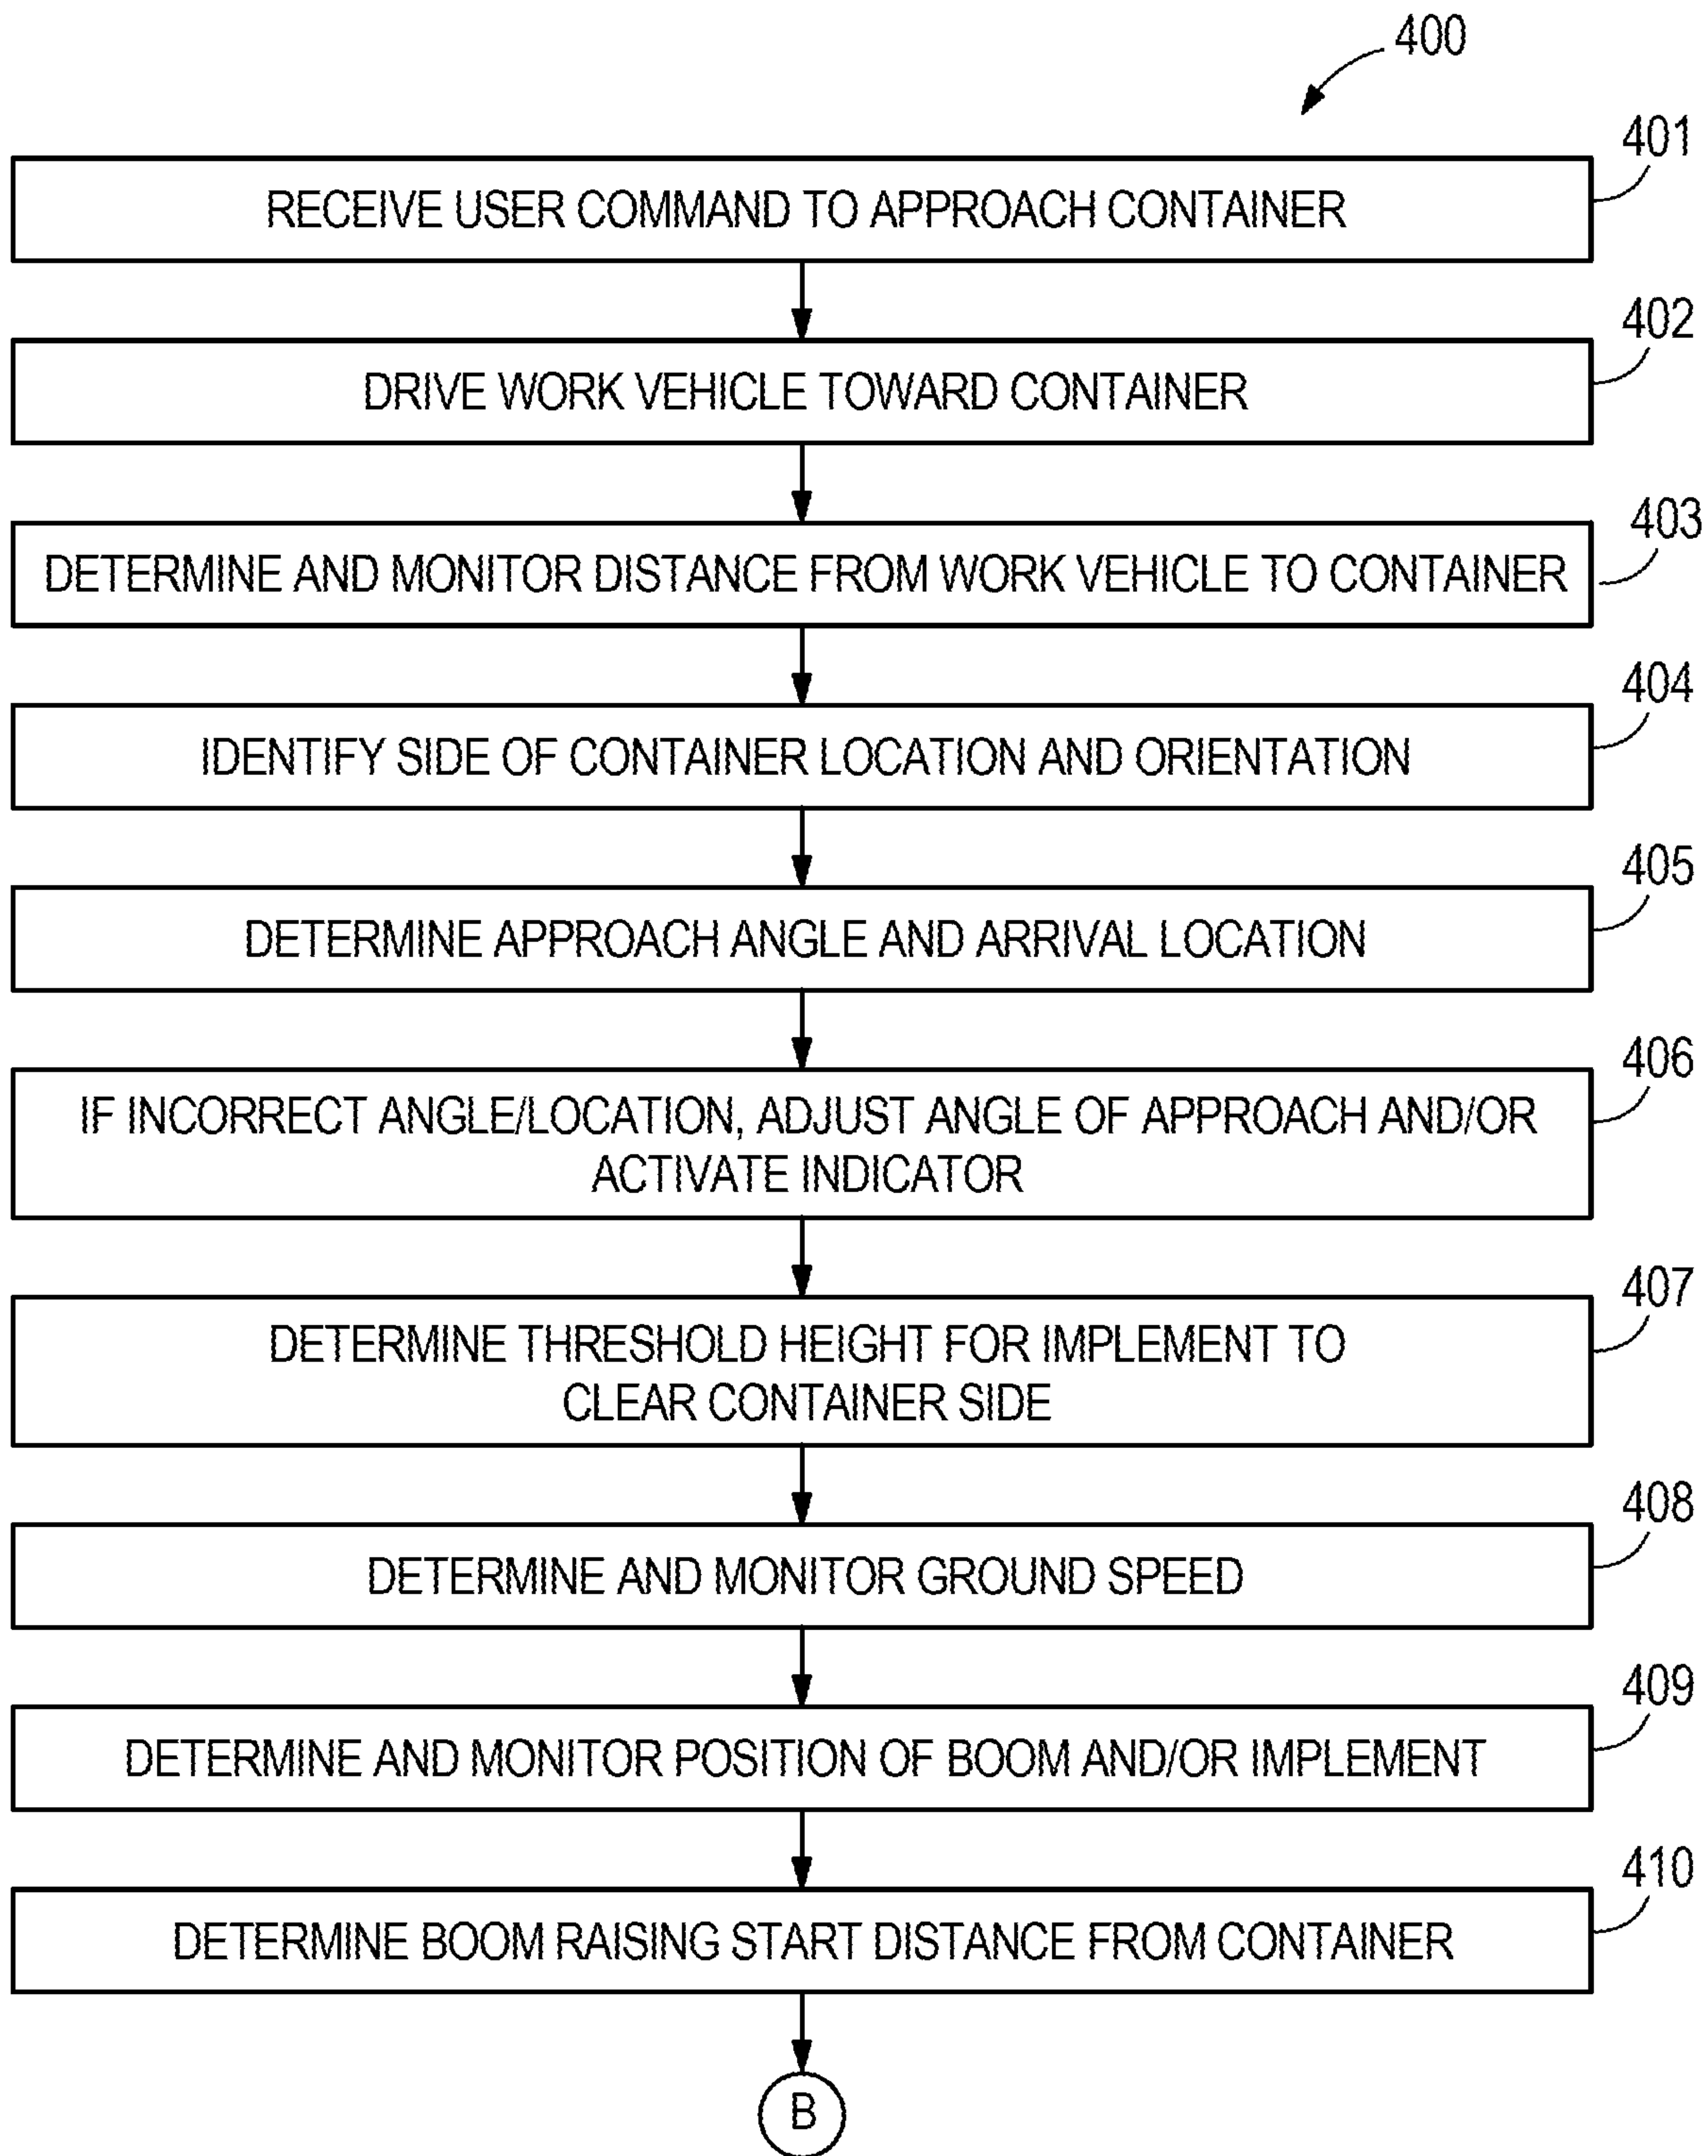 400
401
RECEIVE USER COMMAND TO APPROACH CONTAINER
402
DRIVE WORK VEHICLE TOWARD CONTAINER
403
DETERMINE AND MONITOR DISTANCE FROM WORK VEHICLE TO CONTAINER
404
IDENTIFY SIDE OF CONTAINER LOCATION AND ORIENTATION
405
DETERMINE APPROACH ANGLE AND ARRIVAL LOCATION
406
IF INCORRECT ANGLE/LOCATION, ADJUST ANGLE OF APPROACH AND/OR
ACTIVATE INDICATOR
407
DETERMINE THRESHOLD HEIGHT FOR IMPLEMENT TO
CLEAR CONTAINER SIDE
408
DETERMINE AND MONITOR GROUND SPEED
409
DETERMINE AND MONITOR POSITION OF BOOM AND/OR IMPLEMENT
410
DETERMINE BOOM RAISING START DISTANCE FROM CONTAINER
B